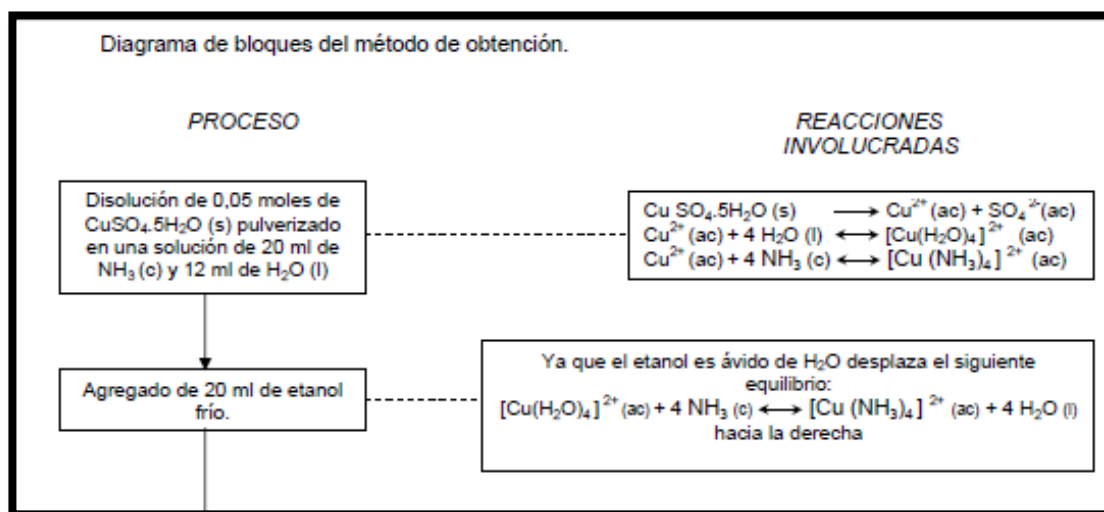 Diagrama de bloques del método de obtención.
PROCESO
REACCIONES
INVOLUCRADAS
Disolución de 0,05 moles de
CuSO₄.5H₂O (s) pulverizado
en una solución de 20 ml de
NH₃ (c) y 12 ml de H₂O (l)
Cu SO₄.5H₂O (s) ⟶ Cu²⁺ (ac) + SO₄²⁻(ac)
Cu²⁺ (ac) + 4 H₂O (l) ⟷ [Cu(H₂O)₄]²⁺ (ac)
Cu²⁺ (ac) + 4 NH₃ (c) ⟷ [Cu (NH₃)₄]²⁺ (ac)
Agregado de 20 ml de etanol
frío.
Ya que el etanol es ávido de H₂O desplaza el siguiente
equilibrio:
[Cu(H₂O)₄]²⁺ (ac) + 4 NH₃ (c) ⟷ [Cu (NH₃)₄]²⁺ (ac) + 4 H₂O (l)
hacia la derecha